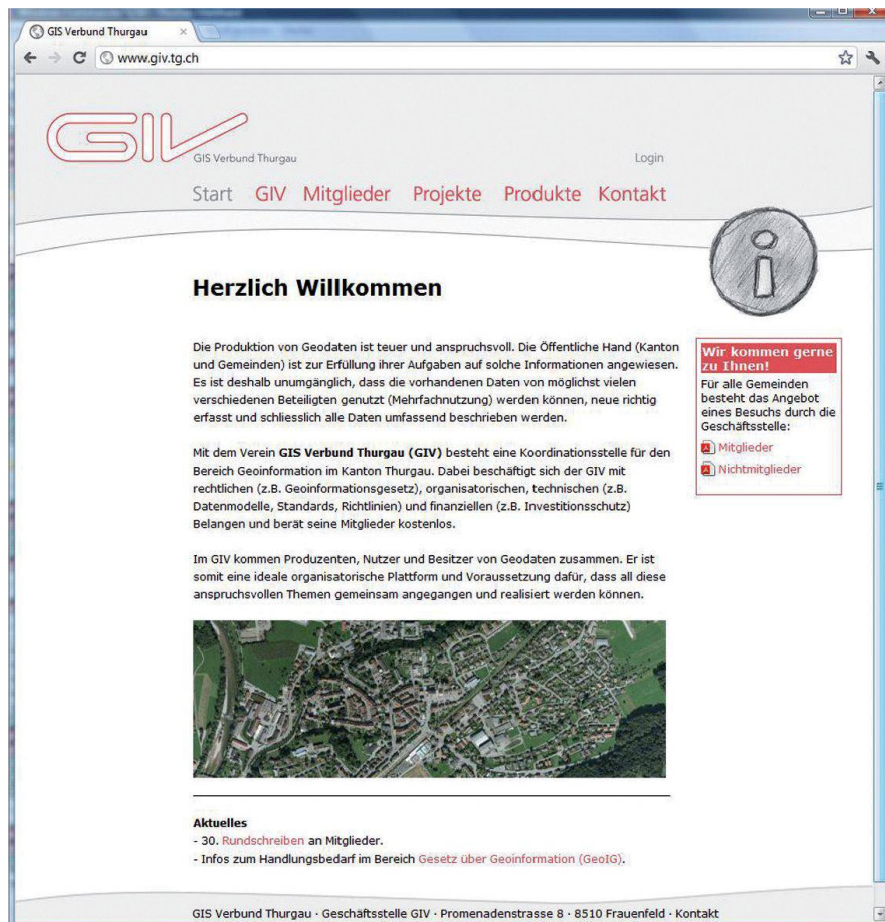 GIS Verbund Thurgau
www.giv.tg.ch
GIV
GIS Verbund Thurgau
Login
Start GIV Mitglieder Projekte Produkte Kontakt
i
Herzlich Willkommen
Die Produktion von Geodaten ist teuer und anspruchsvoll. Die Öffentliche Hand (Kanton
und Gemeinden) ist zur Erfüllung ihrer Aufgaben auf solche Informationen angewiesen.
Es ist deshalb unumgänglich, dass die vorhandenen Daten von möglichst vielen
verschiedenen Beteiligten genutzt (Mehrfachnutzung) werden können, neue richtig
erfasst und schliesslich alle Daten umfassend beschrieben werden.
Mit dem Verein GIS Verbund Thurgau (GIV) besteht eine Koordinationsstelle für den
Bereich Geoinformation im Kanton Thurgau. Dabei beschäftigt sich der GIV mit
rechtlichen (z.B. Geoinformationsgesetz), organisatorischen, technischen (z.B.
Datenmodelle, Standards, Richtlinien) und finanziellen (z.B. Investitionsschutz)
Belangen und berät seine Mitglieder kostenlos.
Im GIV kommen Produzenten, Nutzer und Besitzer von Geodaten zusammen. Er ist
somit eine ideale organisatorische Plattform und Voraussetzung dafür, dass all diese
anspruchsvollen Themen gemeinsam angegangen und realisiert werden können.
Wir kommen gerne
zu Ihnen!
Für alle Gemeinden
besteht das Angebot
eines Besuchs durch die
Geschäftsstelle:
Mitglieder
Nichtmitglieder
Aktuelles
- 30. Rundschreiben an Mitglieder.
- Infos zum Handlungsbedarf im Bereich Gesetz über Geoinformation (GeoIG).
GIS Verbund Thurgau · Geschäftsstelle GIV · Promenadenstrasse 8 · 8510 Frauenfeld · Kontakt